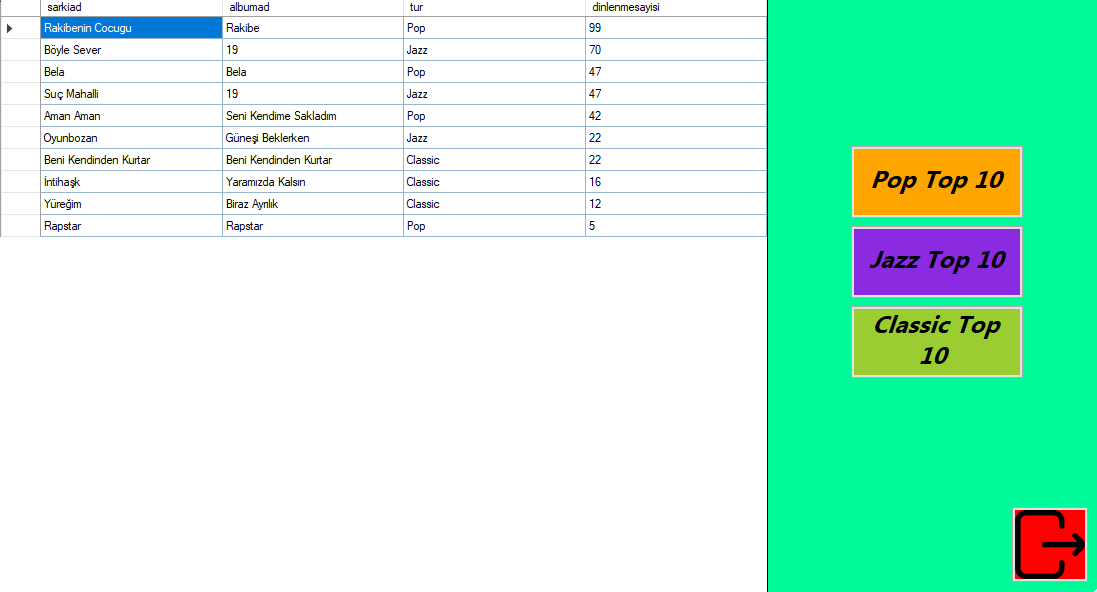 sarkiad albumad tur dinlenmesayisi
Rakibenin Cocugu Rakibe Pop 99
Böyle Sever 19 Jazz 70
Bela Bela Pop 47
Suç Mahalli 19 Jazz 47
Aman Aman Seni Kendime Sakladım Pop 42
Oyunbozan Güneşi Beklerken Jazz 22
Beni Kendinden Kurtar Beni Kendinden Kurtar Classic 22
İntihaşk Yaramızda Kalsın Classic 16
Yüreğim Biraz Ayrılık Classic 12
Rapstar Rapstar Pop 5
Pop Top 10
Jazz Top 10
Classic Top
10